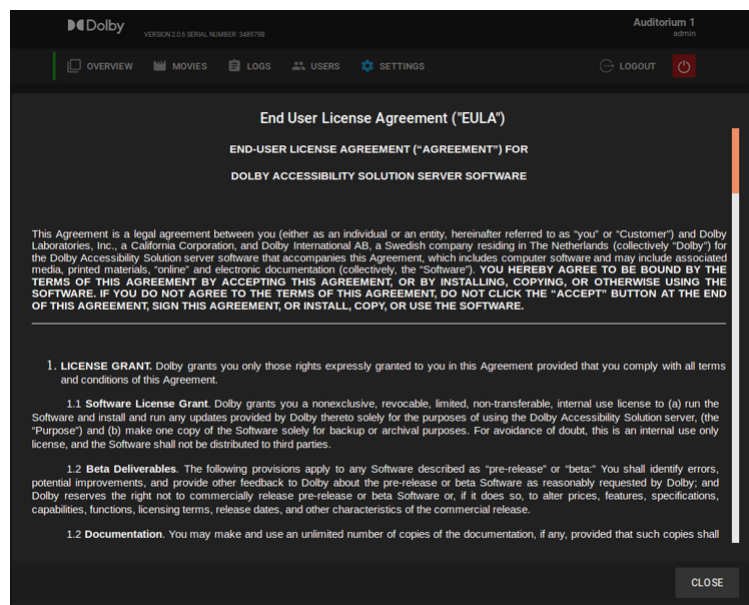 Dolby
VERSION 2.0.6 SERIAL NUMBER: 3489798
Auditorium 1
admin
OVERVIEW MOVIES LOGS USERS SETTINGS LOGOUT
End User License Agreement ("EULA")
END-USER LICENSE AGREEMENT (“AGREEMENT”) FOR
DOLBY ACCESSIBILITY SOLUTION SERVER SOFTWARE
This Agreement is a legal agreement between you (either as an individual or an entity, hereinafter referred to as “you” or “Customer”) and Dolby
Laboratories, Inc., a California Corporation, and Dolby International AB, a Swedish company residing in The Netherlands (collectively “Dolby”) for
the Dolby Accessibility Solution server software that accompanies this Agreement, which includes computer software and may include associated
media, printed materials, “online” and electronic documentation (collectively, the “Software”). YOU HEREBY AGREE TO BE BOUND BY THE
TERMS OF THIS AGREEMENT BY ACCEPTING THIS AGREEMENT, OR BY INSTALLING, COPYING, OR OTHERWISE USING THE
SOFTWARE. IF YOU DO NOT AGREE TO THE TERMS OF THIS AGREEMENT, DO NOT CLICK THE “ACCEPT” BUTTON AT THE END
OF THIS AGREEMENT, SIGN THIS AGREEMENT, OR INSTALL, COPY, OR USE THE SOFTWARE.
1. LICENSE GRANT. Dolby grants you only those rights expressly granted to you in this Agreement provided that you comply with all terms
and conditions of this Agreement.
1.1 Software License Grant. Dolby grants you a nonexclusive, revocable, limited, non-transferable, internal use license to (a) run the
Software and install and run any updates provided by Dolby thereto solely for the purposes of using the Dolby Accessibility Solution server, (the
“Purpose”) and (b) make one copy of the Software solely for backup or archival purposes. For avoidance of doubt, this is an internal use only
license, and the Software shall not be distributed to third parties.
1.2 Beta Deliverables. The following provisions apply to any Software described as “pre-release” or “beta:” You shall identify errors,
potential improvements, and provide other feedback to Dolby about the pre-release or beta Software as reasonably requested by Dolby; and
Dolby reserves the right not to commercially release pre-release or beta Software or, if it does so, to alter prices, features, specifications,
capabilities, functions, licensing terms, release dates, and other characteristics of the commercial release.
1.2 Documentation. You may make and use an unlimited number of copies of the documentation, if any, provided that such copies shall
CLOSE